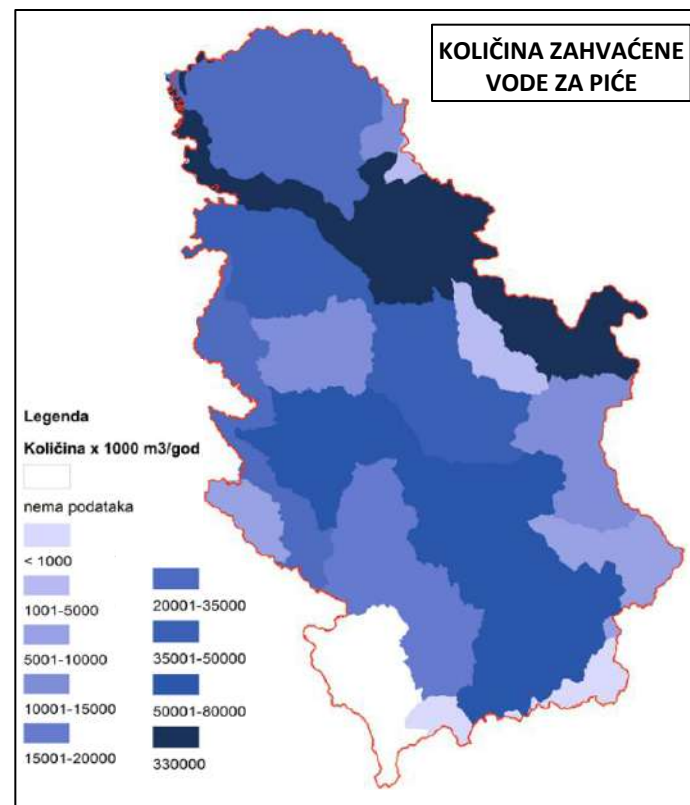 KOLIČINA ZAHVAĆENE
VODE ZA PIĆE
Legenda
Količina x 1000 m3/god
nema podataka
< 1000
1001-5000
5001-10000
10001-15000
15001-20000
20001-35000
35001-50000
50001-80000
330000